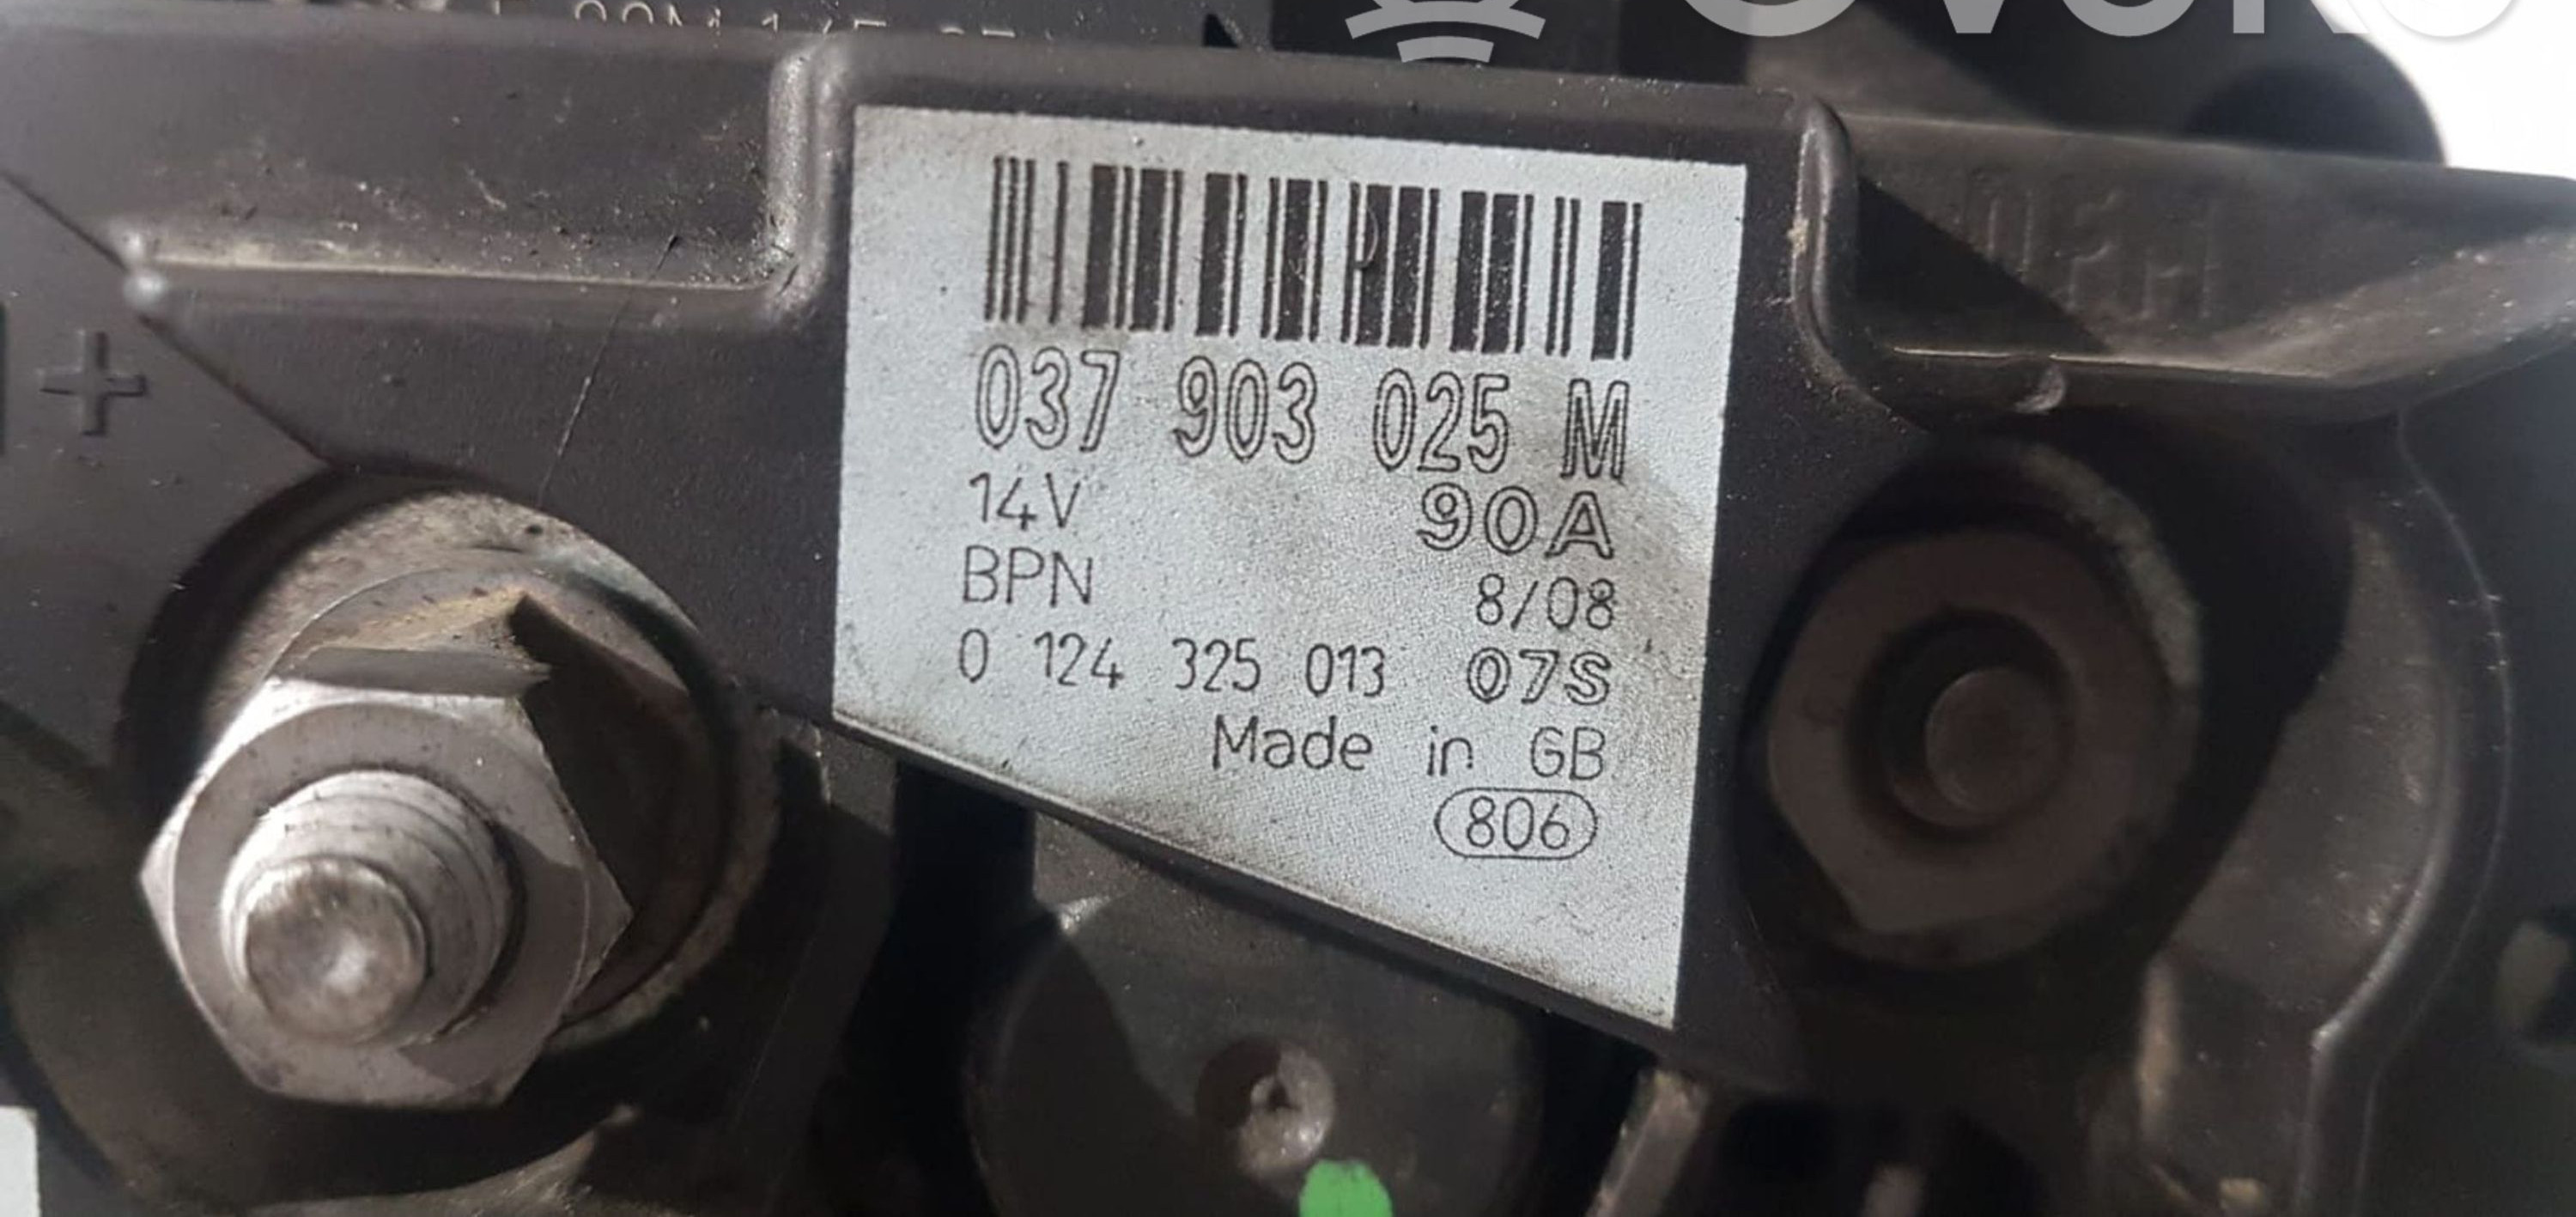 037 903 025 M
14V 90A
BPN 8/08
0 124 325 013 07S
Made in GB
806
+